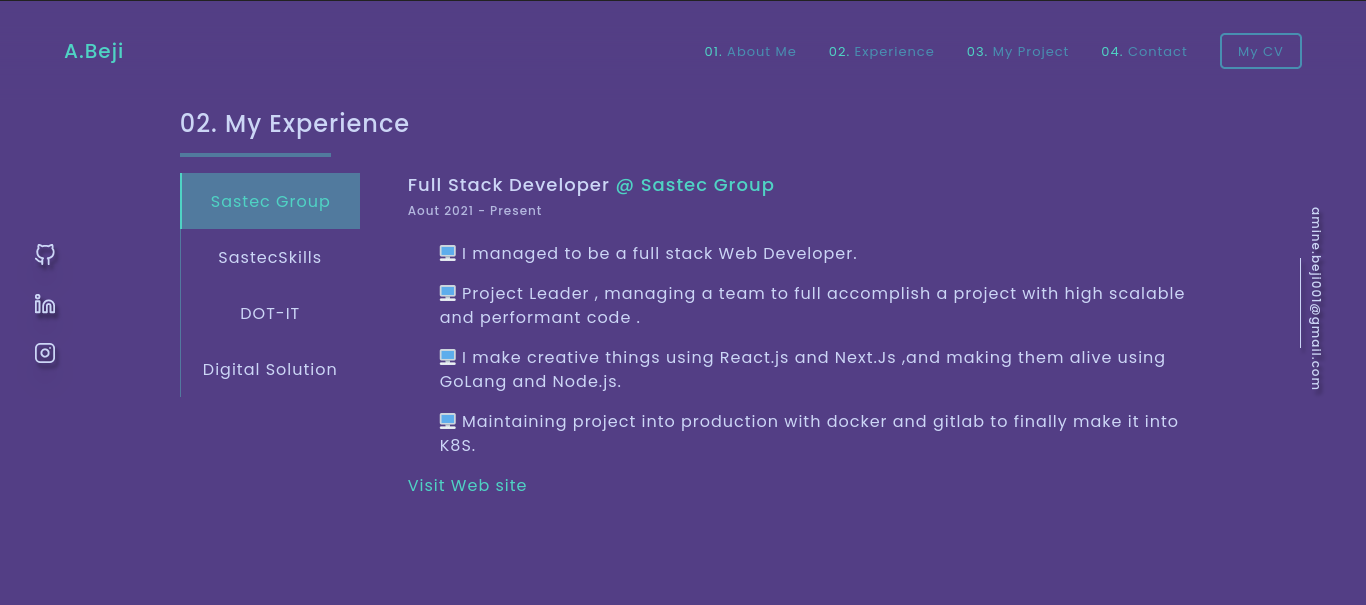 A.Beji
01. About Me
02. Experience
03. My Project
04. Contact
My CV
02. My Experience
Sastec Group
SastecSkills
DOT-IT
Digital Solution
Full Stack Developer @ Sastec Group
Aout 2021 - Present
I managed to be a full stack Web Developer.
Project Leader , managing a team to full accomplish a project with high scalable
and performant code .
I make creative things using React.js and Next.Js ,and making them alive using
GoLang and Node.js.
Maintaining project into production with docker and gitlab to finally make it into
K8S.
Visit Web site
amine.beji001@gmail.com